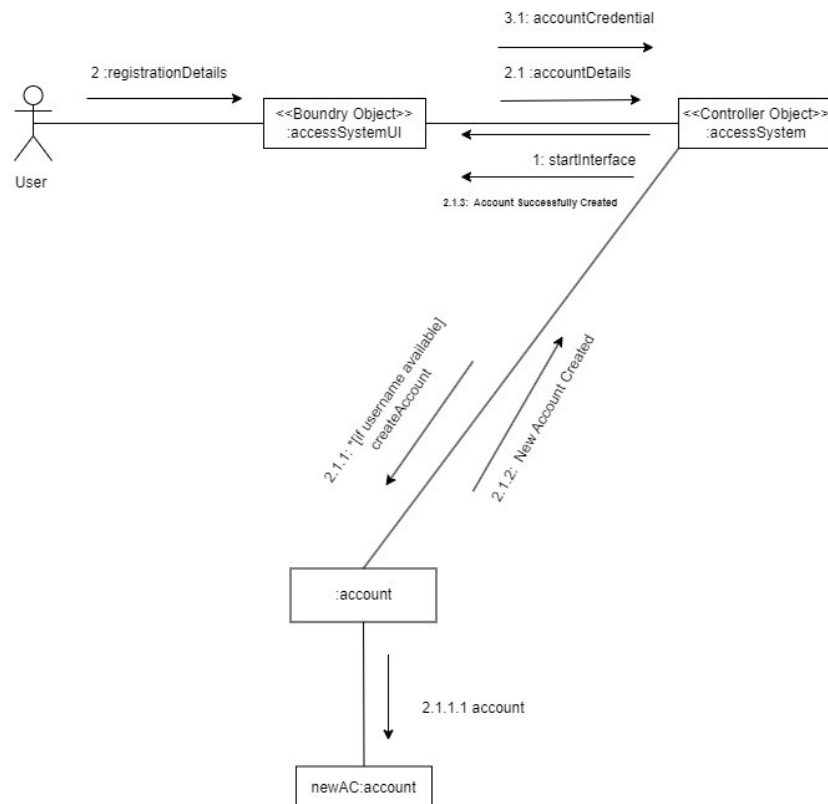 3.1: accountCredential
2 :registrationDetails
2.1 :accountDetails
<<Boundry Object>>
:accessSystemUI
<<Controller Object>>
:accessSystem
1: startInterface
User
2.1.3: Account Successfully Created
2.1.1: *[if username available]
createAccount
2.1.2: New Account Created
:account
2.1.1.1 account
newAC:account